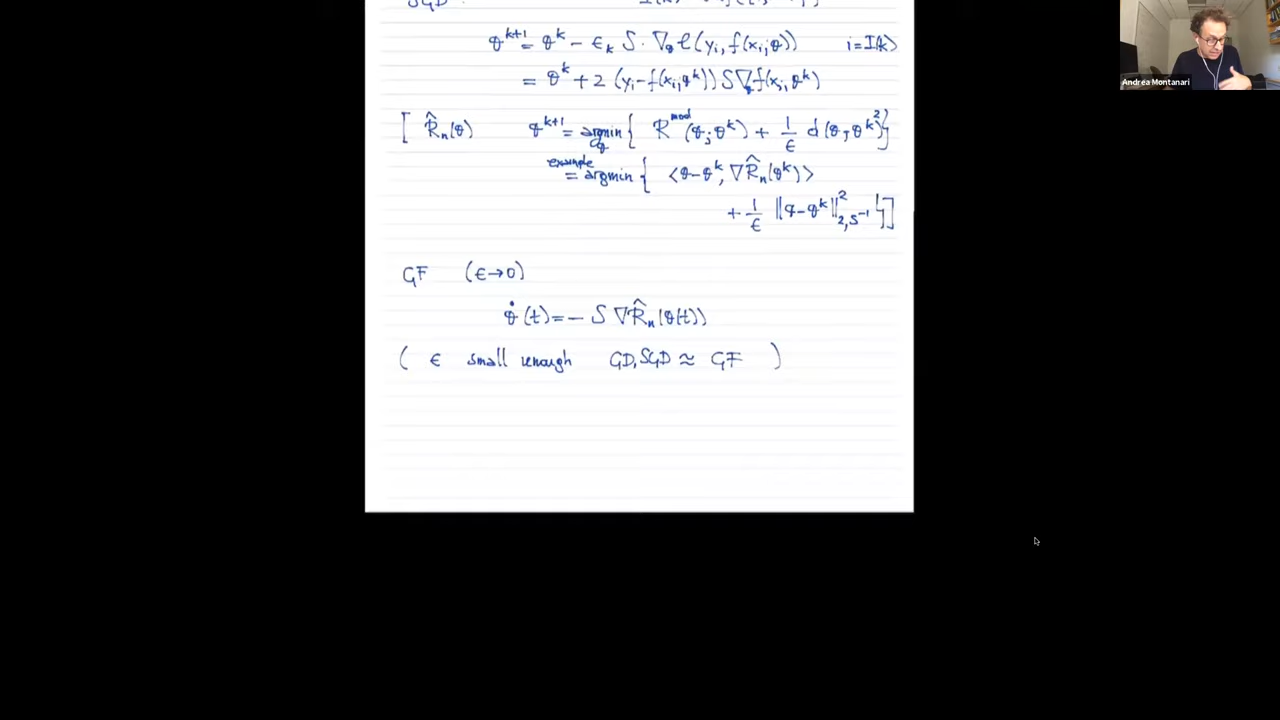 SGD :
θ^{k+1} = θ^k − ε_k S · ∇_θ ℓ(y_i, f(x_i; θ))   i = I(k)
= θ^k + 2 (y_i − f(x_i, θ^k)) S ∇_θ f(x_i, θ^k)
[ R̂_n(θ)   θ^{k+1} = argmin_θ { R^{mod}(θ; θ^k) + 1/ε d(θ, θ^k)^2 }
example = argmin { ⟨θ − θ^k, ∇R̂_n(θ^k)⟩
+ 1/ε ‖θ − θ^k‖^2_{2,S^{-1}} } ]
GF (ε→0)
θ̇(t) = − S ∇R̂_n(θ(t))
( ε small enough GD, SGD ≈ GF )
Andrea Montanari